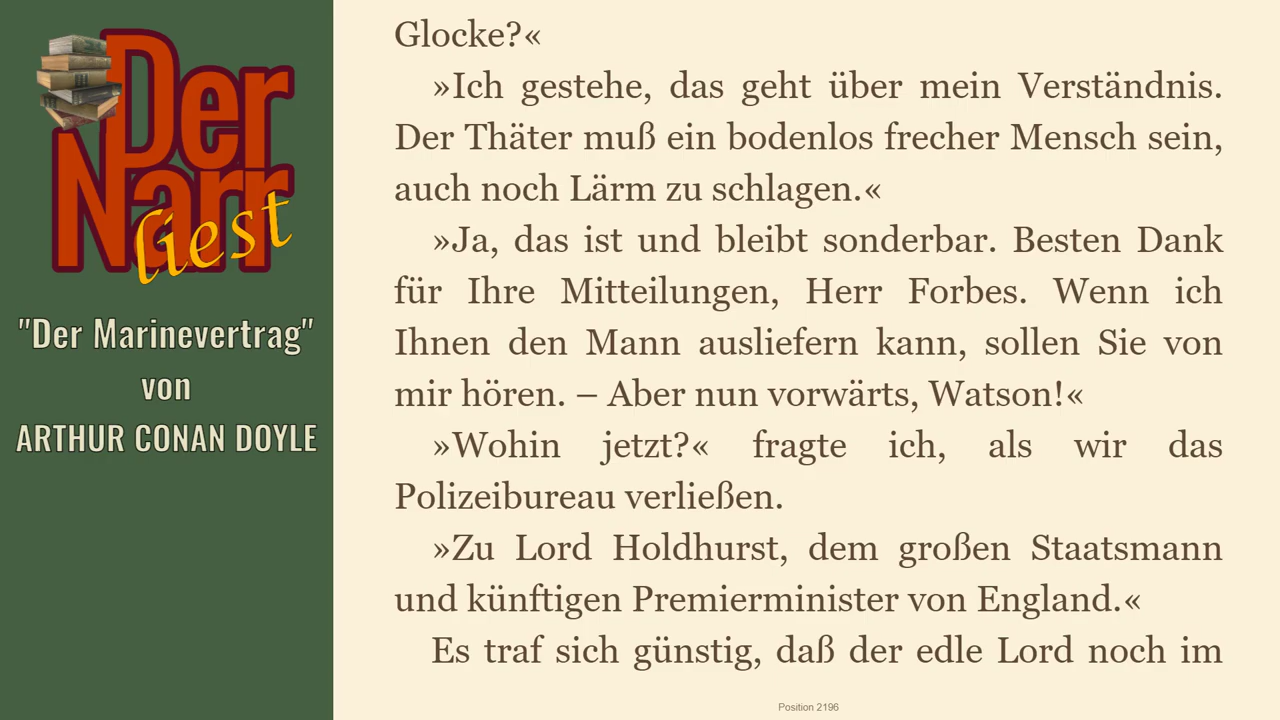 Der
Narr
liest
"Der Marinevertrag"
von
ARTHUR CONAN DOYLE
Glocke?«
»Ich gestehe, das geht über mein Verständnis.
Der Thäter muß ein bodenlos frecher Mensch sein,
auch noch Lärm zu schlagen.«
»Ja, das ist und bleibt sonderbar. Besten Dank
für Ihre Mitteilungen, Herr Forbes. Wenn ich
Ihnen den Mann ausliefern kann, sollen Sie von
mir hören. – Aber nun vorwärts, Watson!«
»Wohin jetzt?« fragte ich, als wir das
Polizeibureau verließen.
»Zu Lord Holdhurst, dem großen Staatsmann
und künftigen Premierminister von England.«
Es traf sich günstig, daß der edle Lord noch im
Position 2196